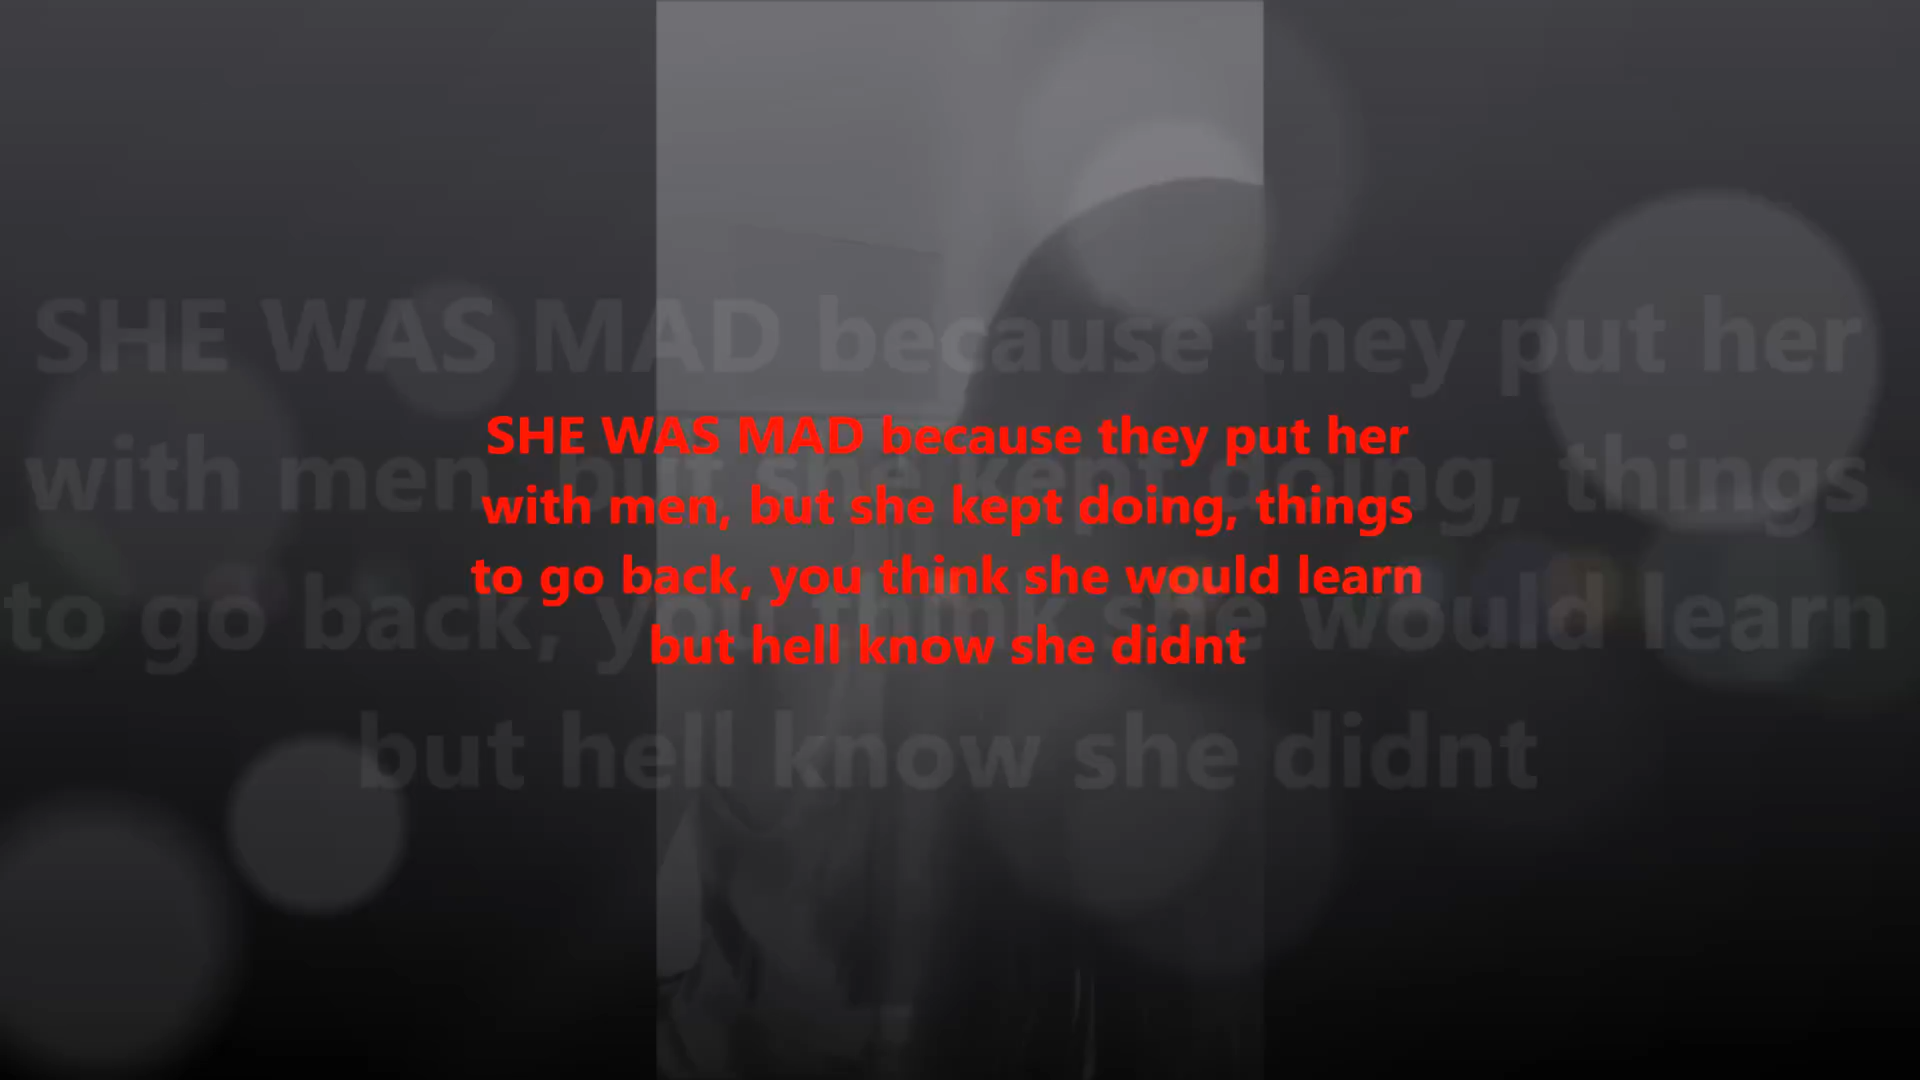 SHE WAS MAD because they put her
with men, but she kept doing, things
to go back, you think she would learn
but hell know she didnt